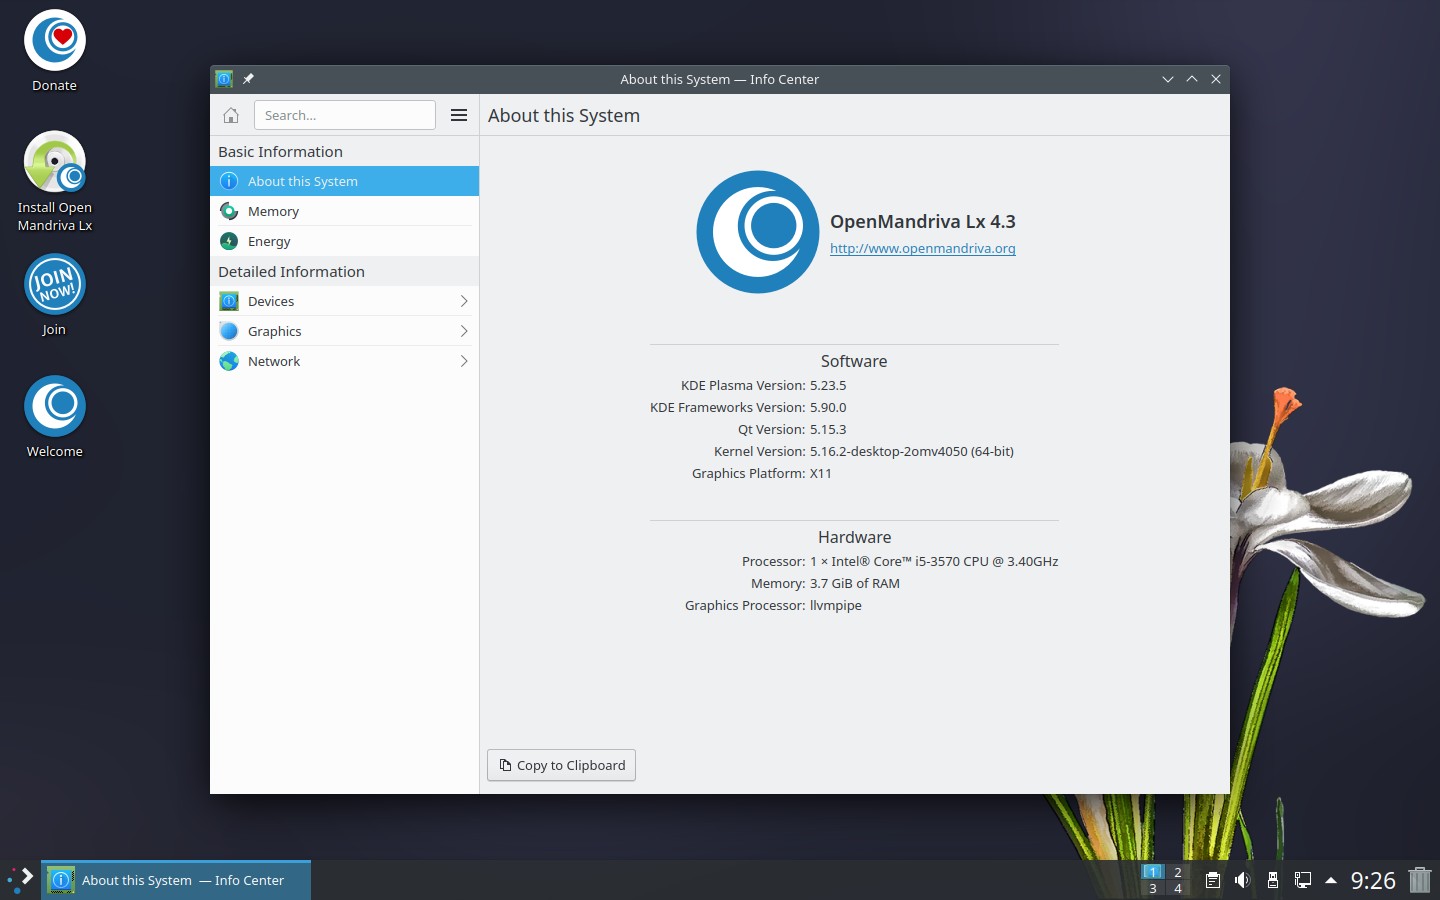 Donate
Install Open
Mandriva Lx
JOIN
NOW!
Join
Welcome
About this System — Info Center
Search...
About this System
Basic Information
About this System
Memory
Energy
Detailed Information
Devices
Graphics
Network
OpenMandriva Lx 4.3
http://www.openmandriva.org
Software
KDE Plasma Version: 5.23.5
KDE Frameworks Version: 5.90.0
Qt Version: 5.15.3
Kernel Version: 5.16.2-desktop-2omv4050 (64-bit)
Graphics Platform: X11
Hardware
Processor: 1 × Intel® Core™ i5-3570 CPU @ 3.40GHz
Memory: 3.7 GiB of RAM
Graphics Processor: llvmpipe
Copy to Clipboard
About this System — Info Center
1 2
3 4
9:26